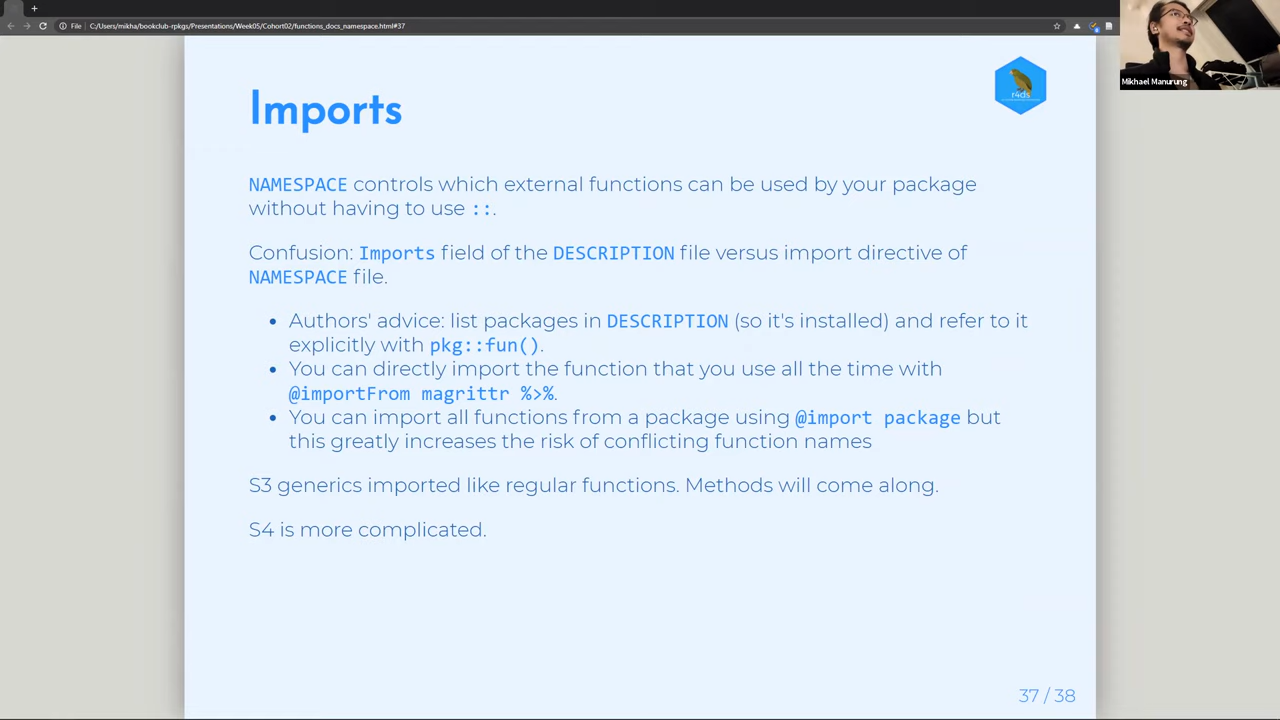 File
C:/Users/mikha/bookclub-rpkgs/Presentations/Week05/Cohort02/functions_docs_namespace.html#37
Mikhael Manurung
r4ds
Imports
NAMESPACE controls which external functions can be used by your package
without having to use ::.
Confusion: Imports field of the DESCRIPTION file versus import directive of
NAMESPACE file.
• Authors' advice: list packages in DESCRIPTION (so it's installed) and refer to it
explicitly with pkg::fun().
• You can directly import the function that you use all the time with
@importFrom magrittr %>%.
• You can import all functions from a package using @import package but
this greatly increases the risk of conflicting function names
S3 generics imported like regular functions. Methods will come along.
S4 is more complicated.
37 / 38